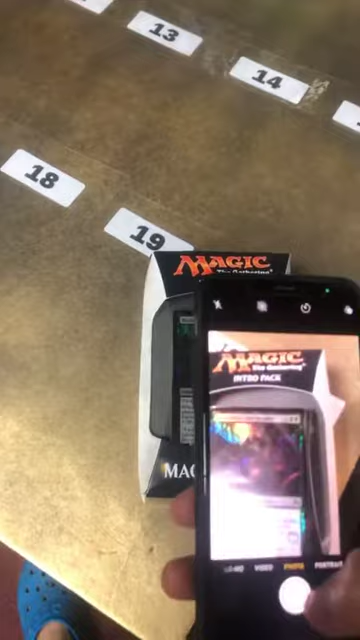 13
14
18
19
MAGIC
The Gathering
MAGIC
The Gathering
INTRO PACK
MAG
VIDEO
PHOTO
PORTRAIT